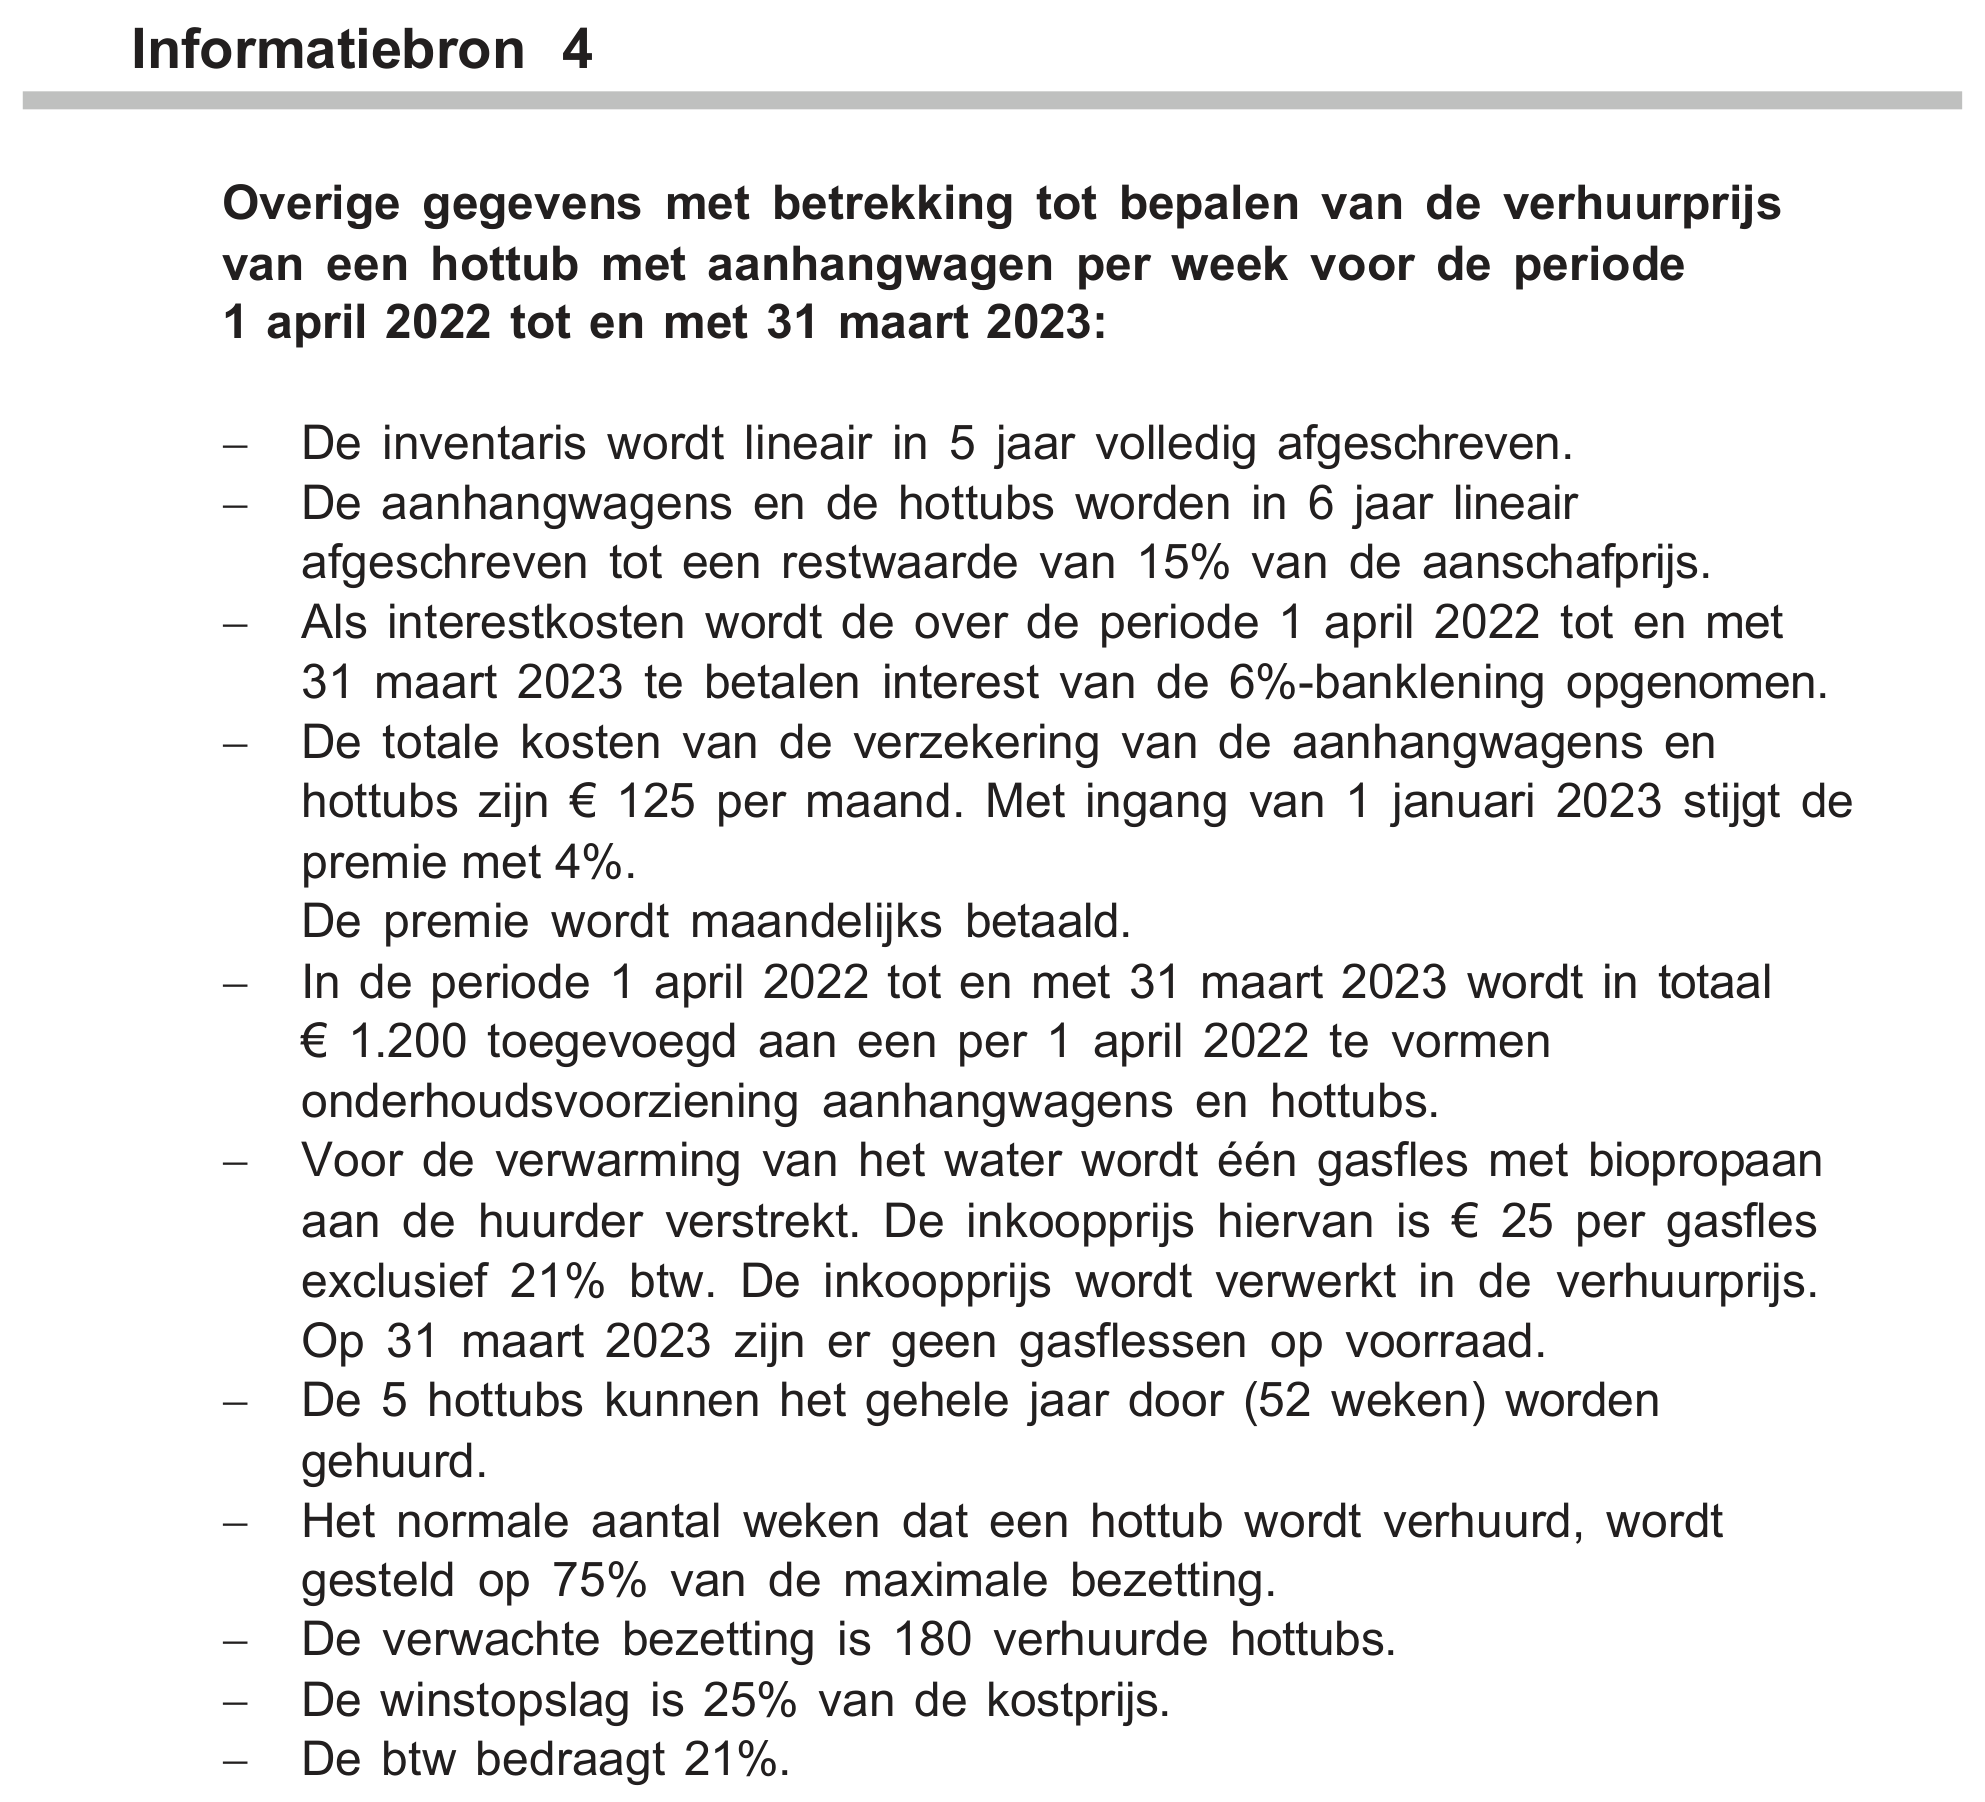 Informatiebron 4
Overige gegevens met betrekking tot bepalen van de verhuurprijs
van een hottub met aanhangwagen per week voor de periode
1 april 2022 tot en met 31 maart 2023:
– De inventaris wordt lineair in 5 jaar volledig afgeschreven.
– De aanhangwagens en de hottubs worden in 6 jaar lineair
afgeschreven tot een restwaarde van 15% van de aanschafprijs.
– Als interestkosten wordt de over de periode 1 april 2022 tot en met
31 maart 2023 te betalen interest van de 6%-banklening opgenomen.
– De totale kosten van de verzekering van de aanhangwagens en
hottubs zijn € 125 per maand. Met ingang van 1 januari 2023 stijgt de
premie met 4%.
De premie wordt maandelijks betaald.
– In de periode 1 april 2022 tot en met 31 maart 2023 wordt in totaal
€ 1.200 toegevoegd aan een per 1 april 2022 te vormen
onderhoudsvoorziening aanhangwagens en hottubs.
– Voor de verwarming van het water wordt één gasfles met biopropaan
aan de huurder verstrekt. De inkoopprijs hiervan is € 25 per gasfles
exclusief 21% btw. De inkoopprijs wordt verwerkt in de verhuurprijs.
Op 31 maart 2023 zijn er geen gasflessen op voorraad.
– De 5 hottubs kunnen het gehele jaar door (52 weken) worden
gehuurd.
– Het normale aantal weken dat een hottub wordt verhuurd, wordt
gesteld op 75% van de maximale bezetting.
– De verwachte bezetting is 180 verhuurde hottubs.
– De winstopslag is 25% van de kostprijs.
– De btw bedraagt 21%.